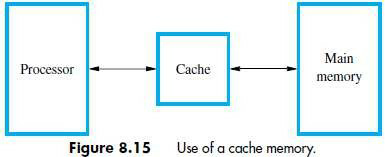 Processor
Cache
Main
memory
Figure 8.15 Use of a cache memory.